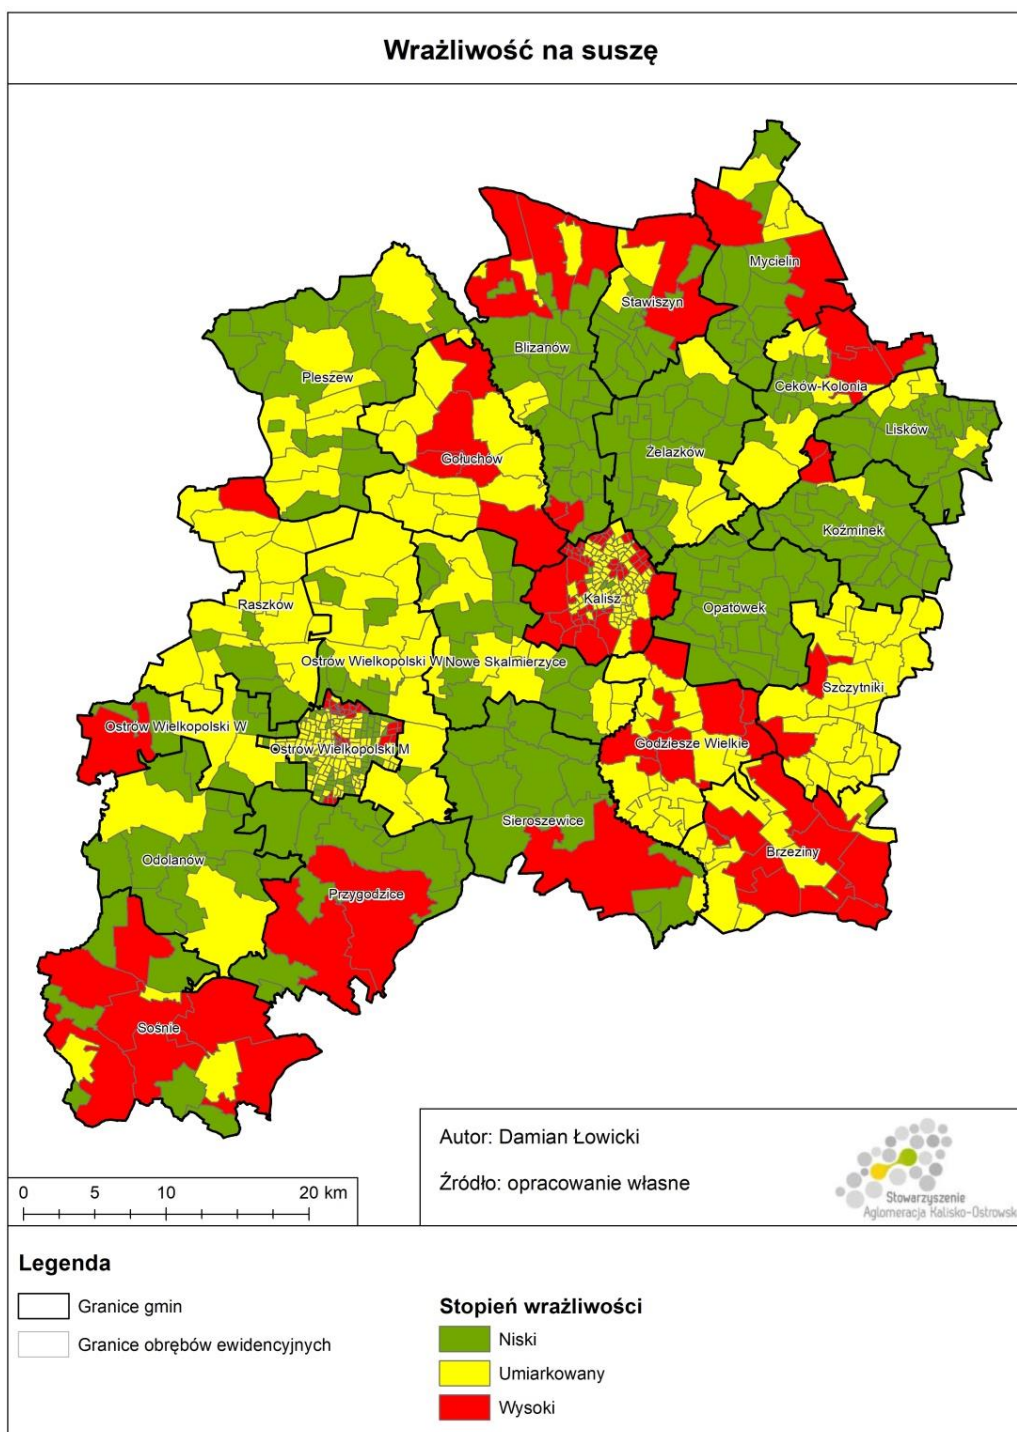 Wrażliwość na suszę
Mycielin
Stawiszyn
Blizanów
Pleszew
Ceków-Kolonia
Lisków
Gołuchów
Żelazków
Koźminek
Kalisz
Raszków
Opatówek
Ostrów Wielkopolski W
Nowe Skalmierzyce
Szczytniki
Ostrów Wielkopolski W
Ostrów Wielkopolski M
Godziesze Wielkie
Sieroszewice
Brzeziny
Odolanów
Przygodzice
Sośnie
Autor: Damian Łowicki
Źródło: opracowanie własne
Stowarzyszenie
Aglomeracja Kalisko-Ostrowsk
0 5 10 20 km
Legenda
Granice gmin
Granice obrębów ewidencyjnych
Stopień wrażliwości
Niski
Umiarkowany
Wysoki